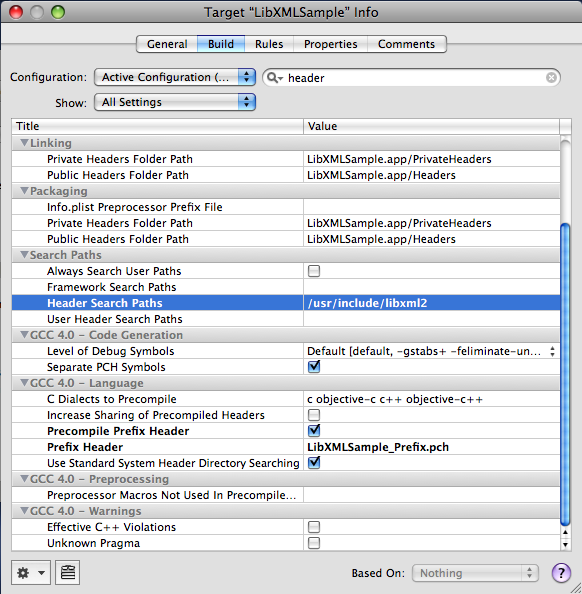 Target “LibXMLSample” Info
General Build Rules Properties Comments
Configuration: Active Configuration (... header
Show: All Settings
Title Value
Linking
Private Headers Folder Path LibXMLSample.app/PrivateHeaders
Public Headers Folder Path LibXMLSample.app/Headers
Packaging
Info.plist Preprocessor Prefix File
Private Headers Folder Path LibXMLSample.app/PrivateHeaders
Public Headers Folder Path LibXMLSample.app/Headers
Search Paths
Always Search User Paths
Framework Search Paths
Header Search Paths /usr/include/libxml2
User Header Search Paths
GCC 4.0 – Code Generation
Level of Debug Symbols Default [default, -gstabs+ -feliminate-un...
Separate PCH Symbols
GCC 4.0 – Language
C Dialects to Precompile c objective-c c++ objective-c++
Increase Sharing of Precompiled Headers
Precompile Prefix Header
Prefix Header LibXMLSample_Prefix.pch
Use Standard System Header Directory Searching
GCC 4.0 – Preprocessing
Preprocessor Macros Not Used In Precompile...
GCC 4.0 – Warnings
Effective C++ Violations
Unknown Pragma
Based On: Nothing ?